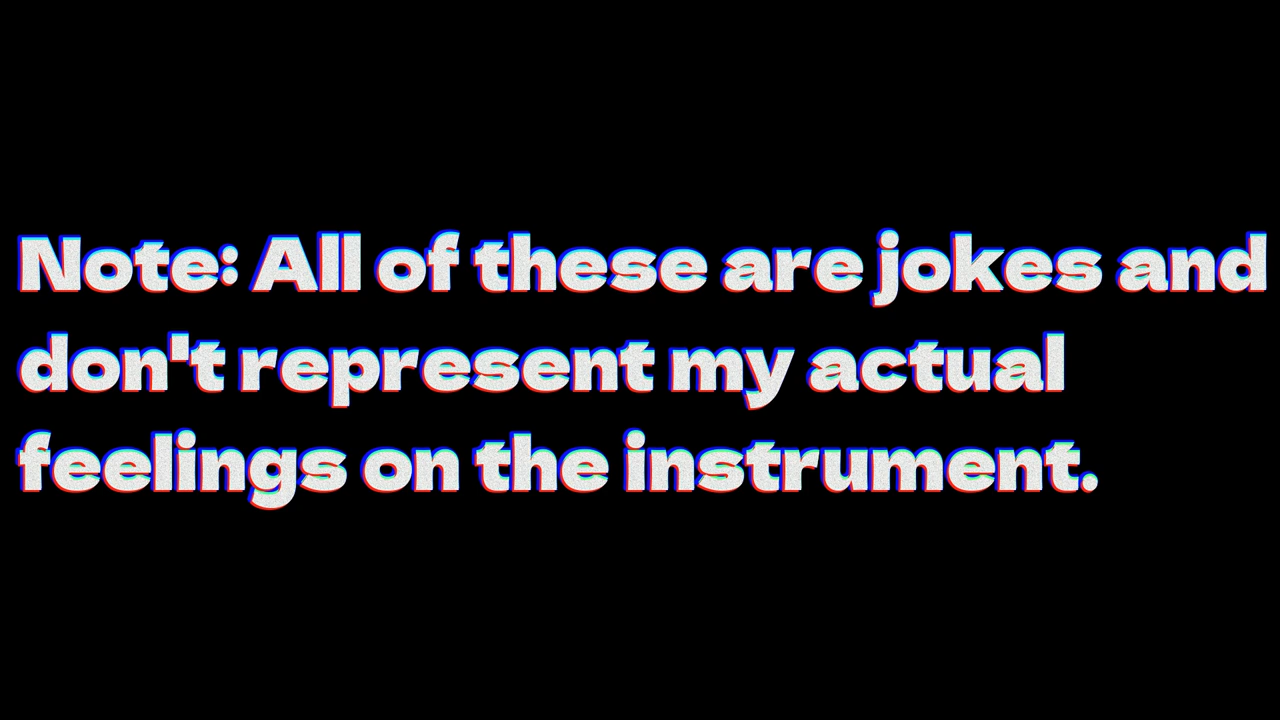 Note: All of these are jokes and
don't represent my actual
feelings on the instrument.